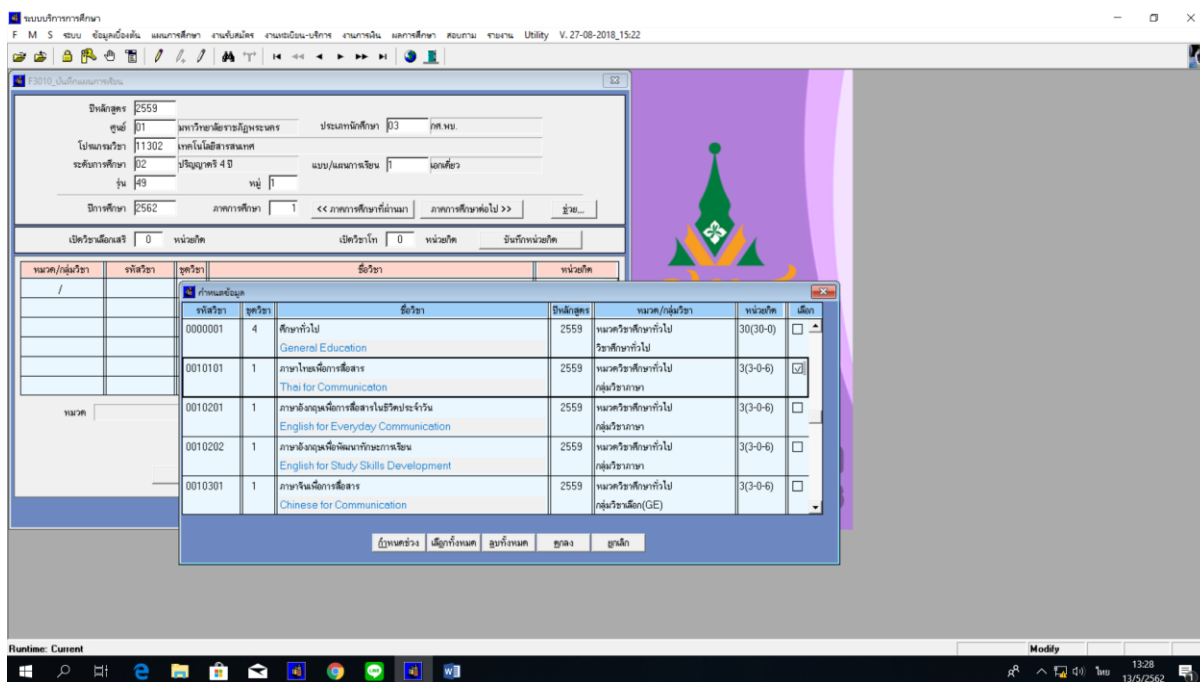 ระบบบริการการศึกษา
F M S ระบบ ข้อมูลเบื้องต้น แผนการศึกษา งานรับสมัคร งานทะเบียน-บริการ งานการเงิน ผลการศึกษา สอบถาม รายงาน Utility V. 27-08-2018_15:22
F3010_บันทึกแผนการเรียน
ปีหลักสูตร 2559
ศูนย์ 01 มหาวิทยาลัยราชภัฏพระนคร ประเภทนักศึกษา 03 กศ.พบ.
โปรแกรมวิชา 11302 เทคโนโลยีสารสนเทศ
ระดับการศึกษา 02 ปริญญาตรี 4 ปี แบบ/แผนการเรียน 1 เอกเดี่ยว
รุ่น 49 หมู่ 1
ปีการศึกษา 2562 ภาคการศึกษา 1 << ภาคการศึกษาที่ผ่านมา ภาคการศึกษาต่อไป >> ช่วย...
เปิดวิชาเลือกเสรี 0 หน่วยกิต เปิดวิชาโท 0 หน่วยกิต บันทึกหน่วยกิต
หมวด/กลุ่มวิชา รหัสวิชา ชุดวิชา ชื่อวิชา หน่วยกิต
/
หมวด
กำหนดข้อมูล
รหัสวิชา ชุดวิชา ชื่อวิชา ปีหลักสูตร หมวด/กลุ่มวิชา หน่วยกิต เลือก
0000001 4 ศึกษาทั่วไป 2559 หมวดวิชาศึกษาทั่วไป 30(30-0)
General Education วิชาศึกษาทั่วไป
0010101 1 ภาษาไทยเพื่อการสื่อสาร 2559 หมวดวิชาศึกษาทั่วไป 3(3-0-6)
Thai for Communicaton กลุ่มวิชาภาษา
0010201 1 ภาษาอังกฤษเพื่อการสื่อสารในชีวิตประจำวัน 2559 หมวดวิชาศึกษาทั่วไป 3(3-0-6)
English for Everyday Communication กลุ่มวิชาภาษา
0010202 1 ภาษาอังกฤษเพื่อพัฒนาทักษะการเรียน 2559 หมวดวิชาศึกษาทั่วไป 3(3-0-6)
English for Study Skills Development กลุ่มวิชาภาษา
0010301 1 ภาษาจีนเพื่อการสื่อสาร 2559 หมวดวิชาศึกษาทั่วไป 3(3-0-6)
Chinese for Communication กลุ่มวิชาเลือก(GE)
กำหนดช่วง เลือกทั้งหมด ลบทั้งหมด ตกลง ยกเลิก
Runtime: Current Modify
ไทย 13:28
13/5/2562